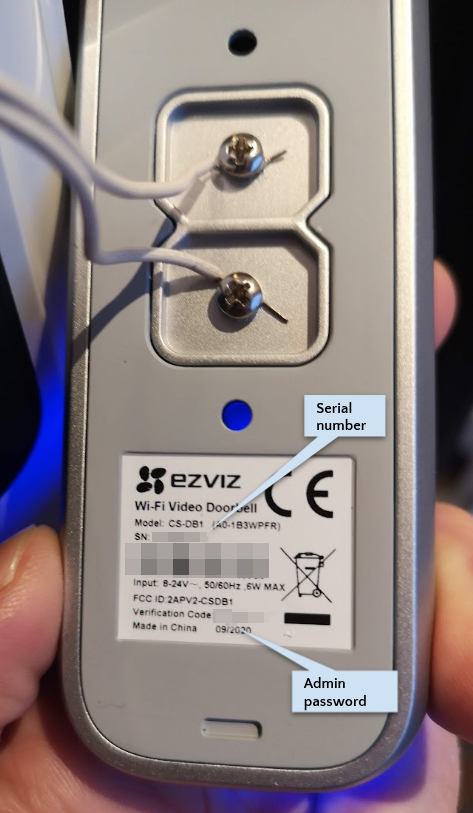 Serial
number
ezviz
CE
Wi-Fi Video Doorbell
Model: CS-DB1 (A0-1B3WPFR)
SN:
Input: 8-24V~, 50/60Hz ,6W MAX
FCC ID:2APV2-CSDB1
Verification Code
Made in China 09/2020
Admin
password